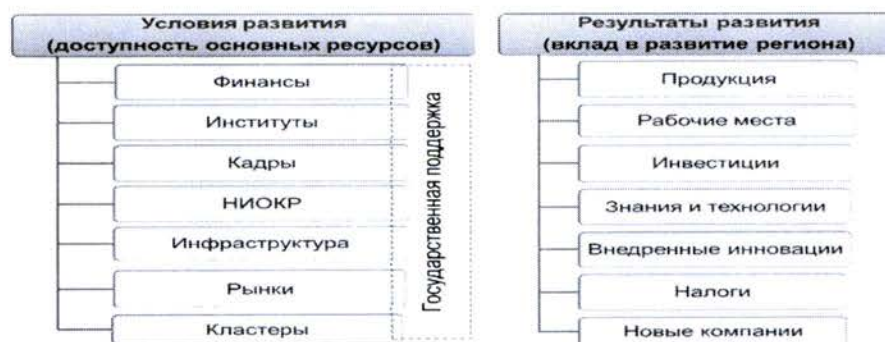 Условия развития
(доступность основных ресурсов)
Финансы
Институты
Кадры
НИОКР
Инфраструктура
Рынки
Кластеры
Государственная поддержка
Результаты развития
(вклад в развитие региона)
Продукция
Рабочие места
Инвестиции
Знания и технологии
Внедренные инновации
Налоги
Новые компании